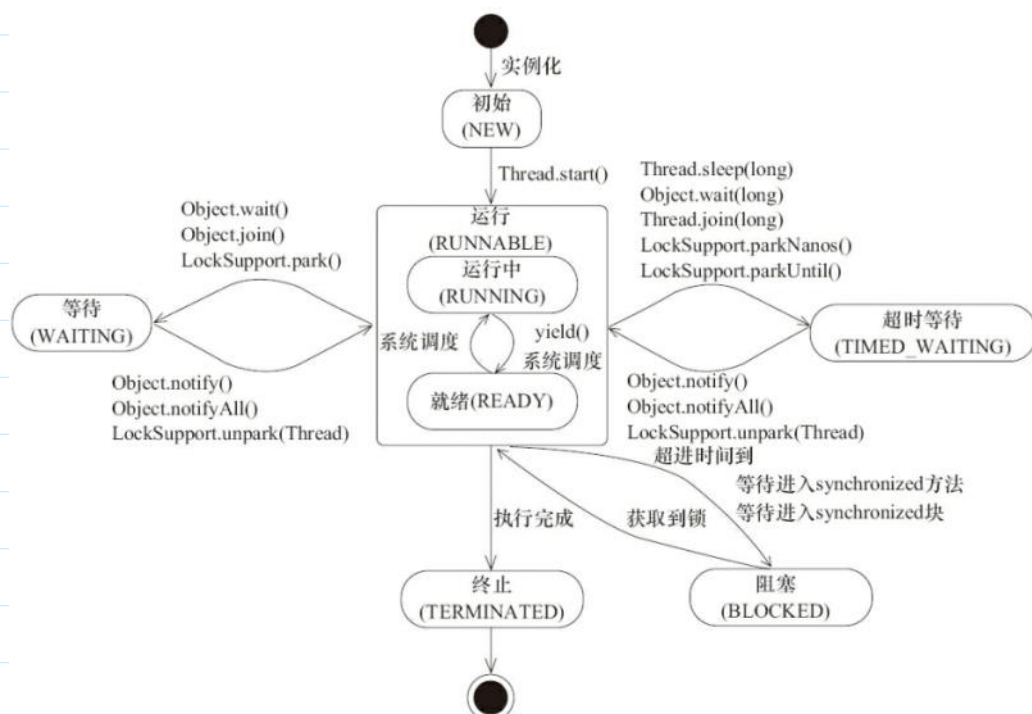 实例化
初始
(NEW)
Thread.start()
Object.wait()
Object.join()
LockSupport.park()
运行
(RUNNABLE)
Thread.sleep(long)
Object.wait(long)
Thread.join(long)
LockSupport.parkNanos()
LockSupport.parkUntil()
运行中
(RUNNING)
等待
(WAITING)
系统调度
yield()
系统调度
超时等待
(TIMED_WAITING)
就绪(READY)
Object.notify()
Object.notifyAll()
LockSupport.unpark(Thread)
Object.notify()
Object.notifyAll()
LockSupport.unpark(Thread)
超进时间到
等待进入synchronized方法
等待进入synchronized块
执行完成
获取到锁
终止
(TERMINATED)
阻塞
(BLOCKED)